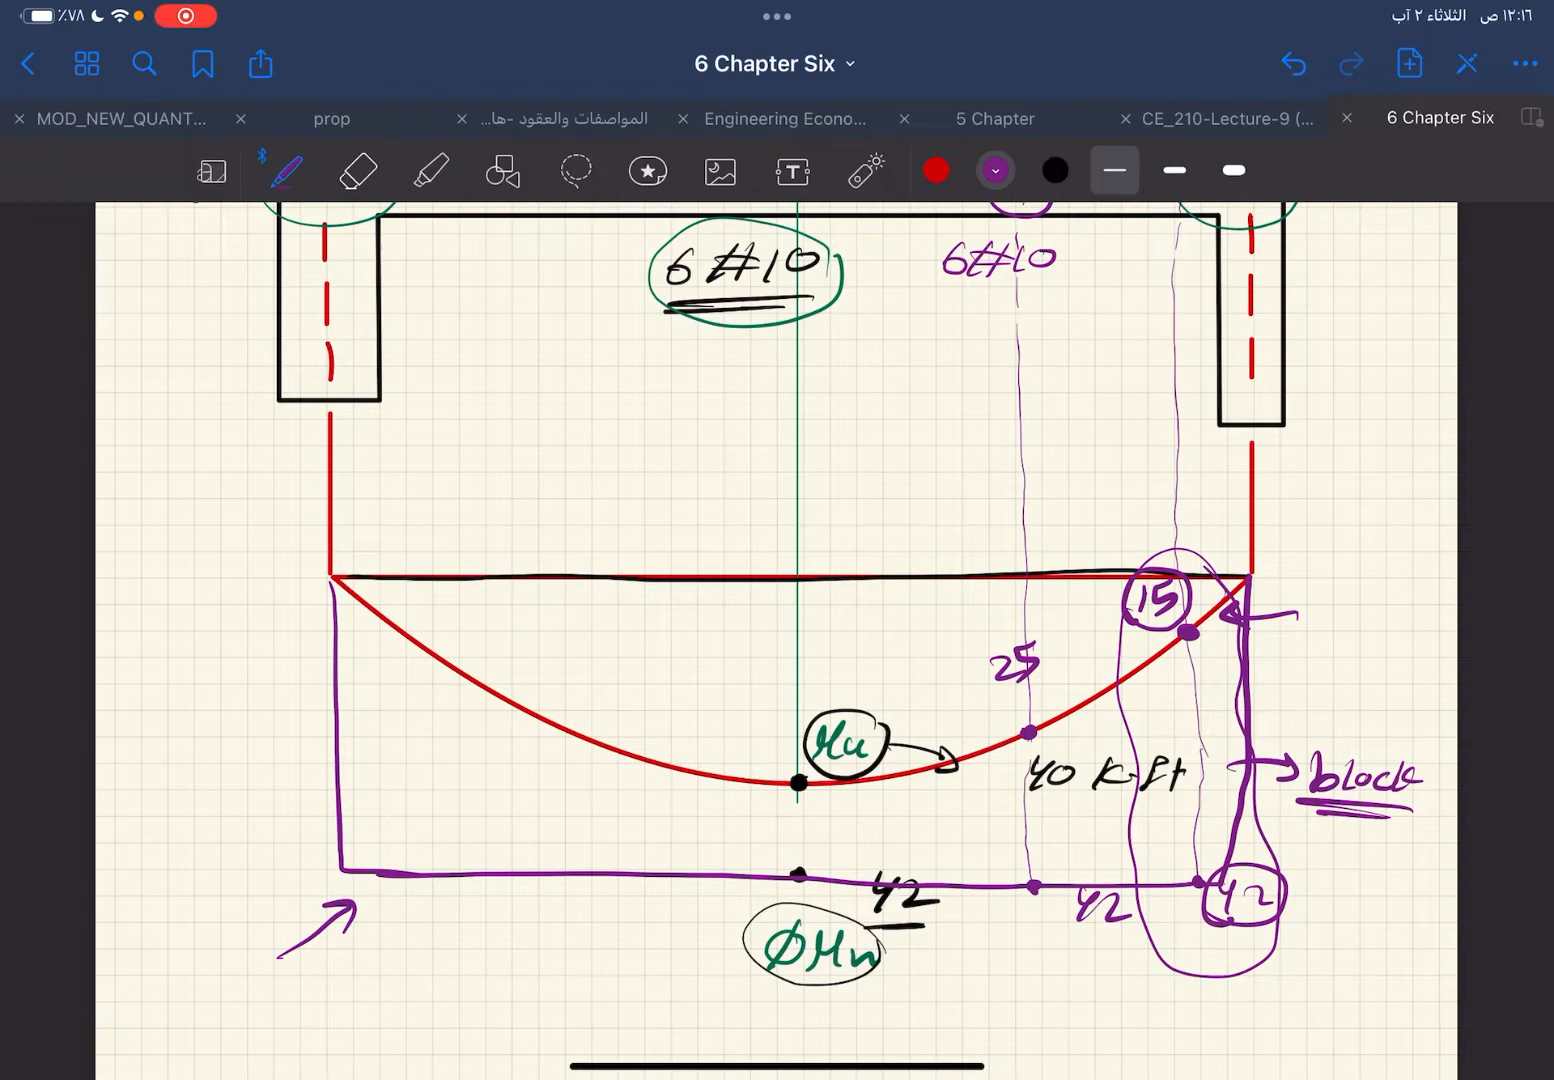 ٪٧٨
١٢:١٦ ص الثلاثاء ٢ آب
6 Chapter Six
MOD_NEW_QUANT...
prop
المواصفات والعقود -ها...
Engineering Econo...
5 Chapter
CE_210-Lecture-9 (...
6 Chapter Six
T
6 #10
6#10
15
25
Mu
40 K-ft
block
42
42
42
ØMn